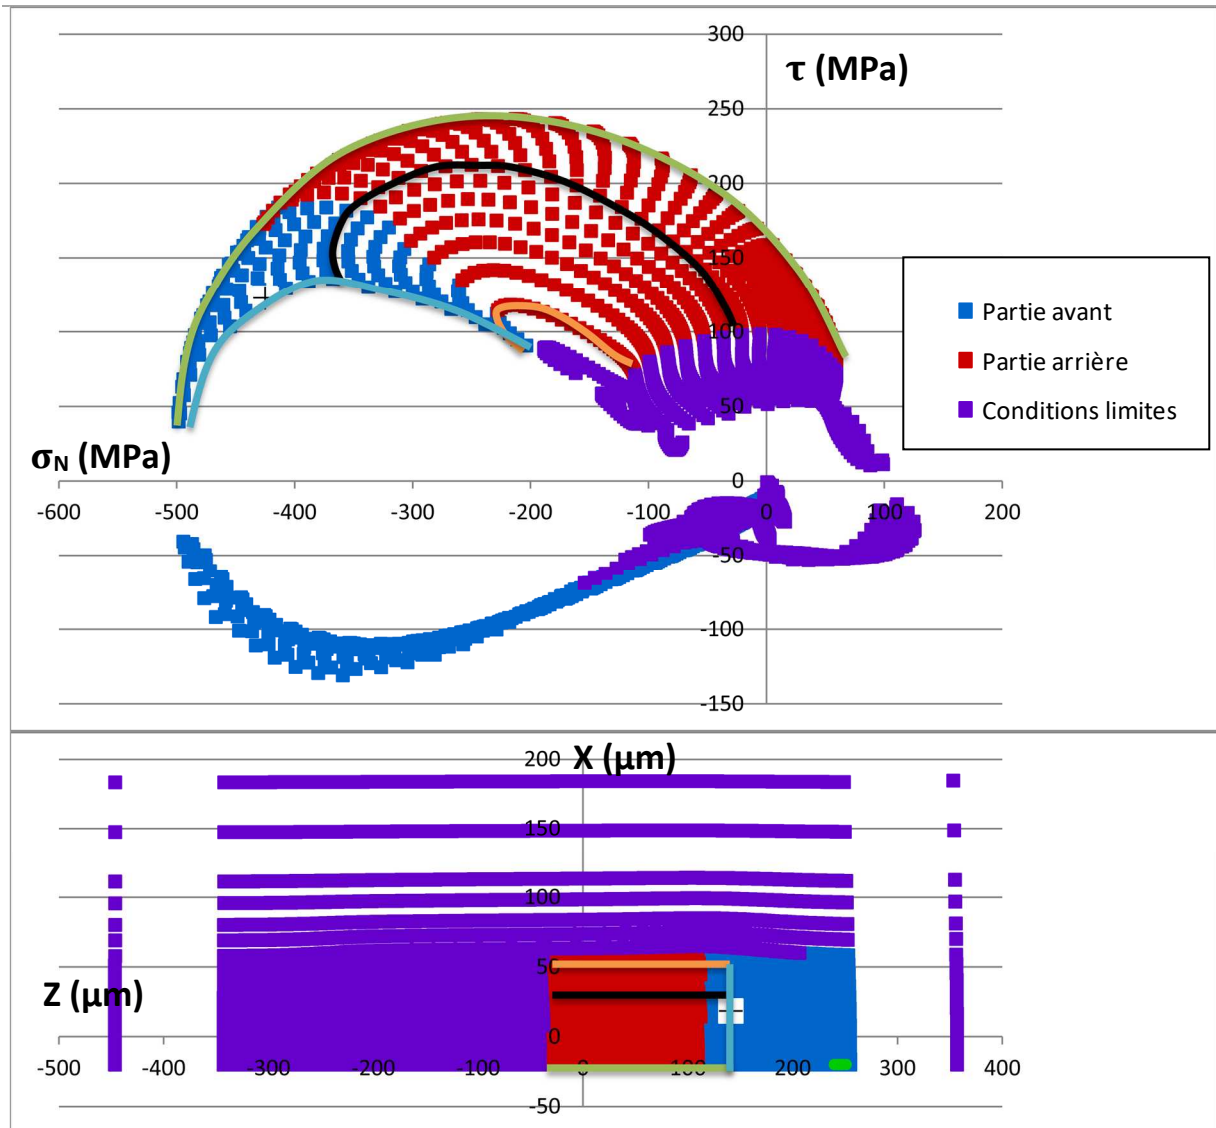 300
τ (MPa)
250
200
150
100
50
0
-50
-100
-150
σN (MPa)
-600 -500 -400 -300 -200 -100 0 100 200
Partie avant
Partie arrière
Conditions limites
X (µm)
200
150
100
50
0
-50
Z (µm)
-500 -400 -300 -200 -100 0 100 200 300 400